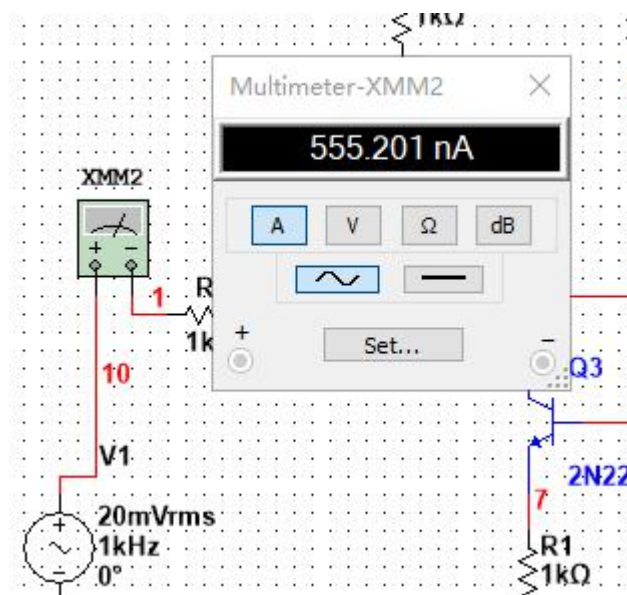 1kΩ
Multimeter-XMM2
555.201 nA
XMM2
A V Ω dB
+ −
1
R
1k
+
Set...
−
10
Q3
V1
2N22
7
+
20mVrms
1kHz
0°
−
R1
1kΩ